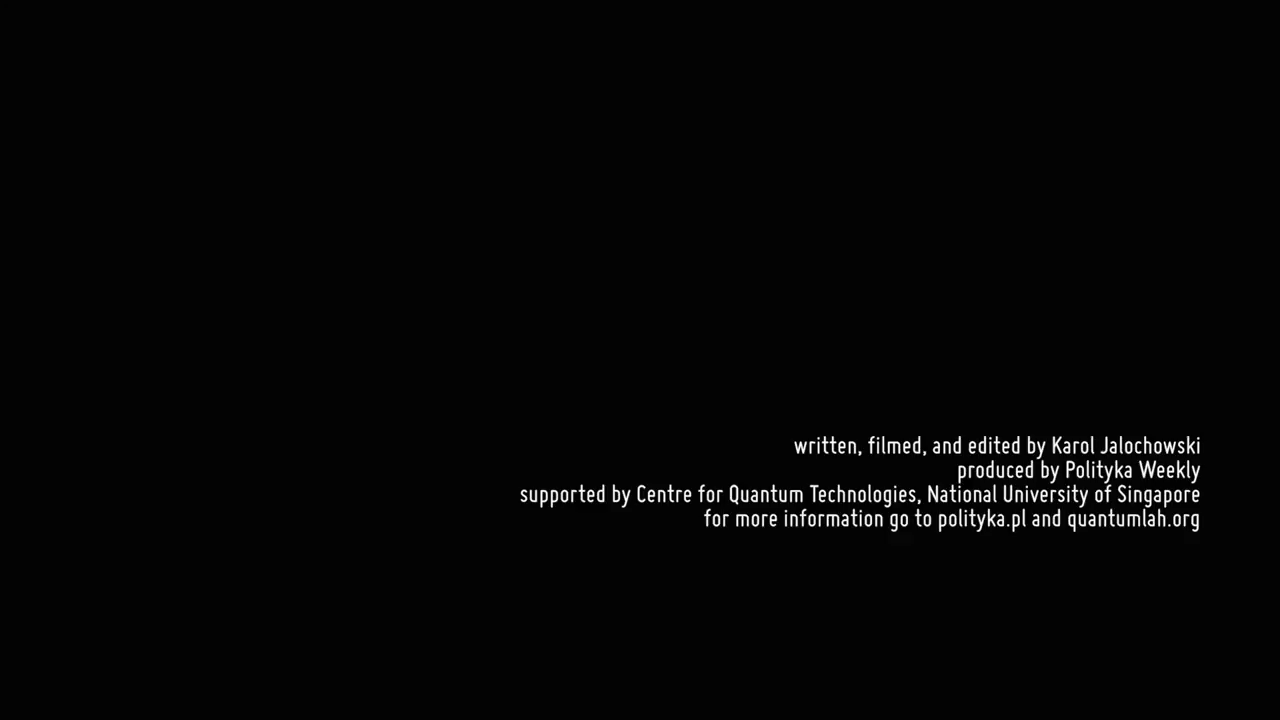 written, filmed, and edited by Karol Jalochowski
produced by Polityka Weekly
supported by Centre for Quantum Technologies, National University of Singapore
for more information go to polityka.pl and quantumlah.org